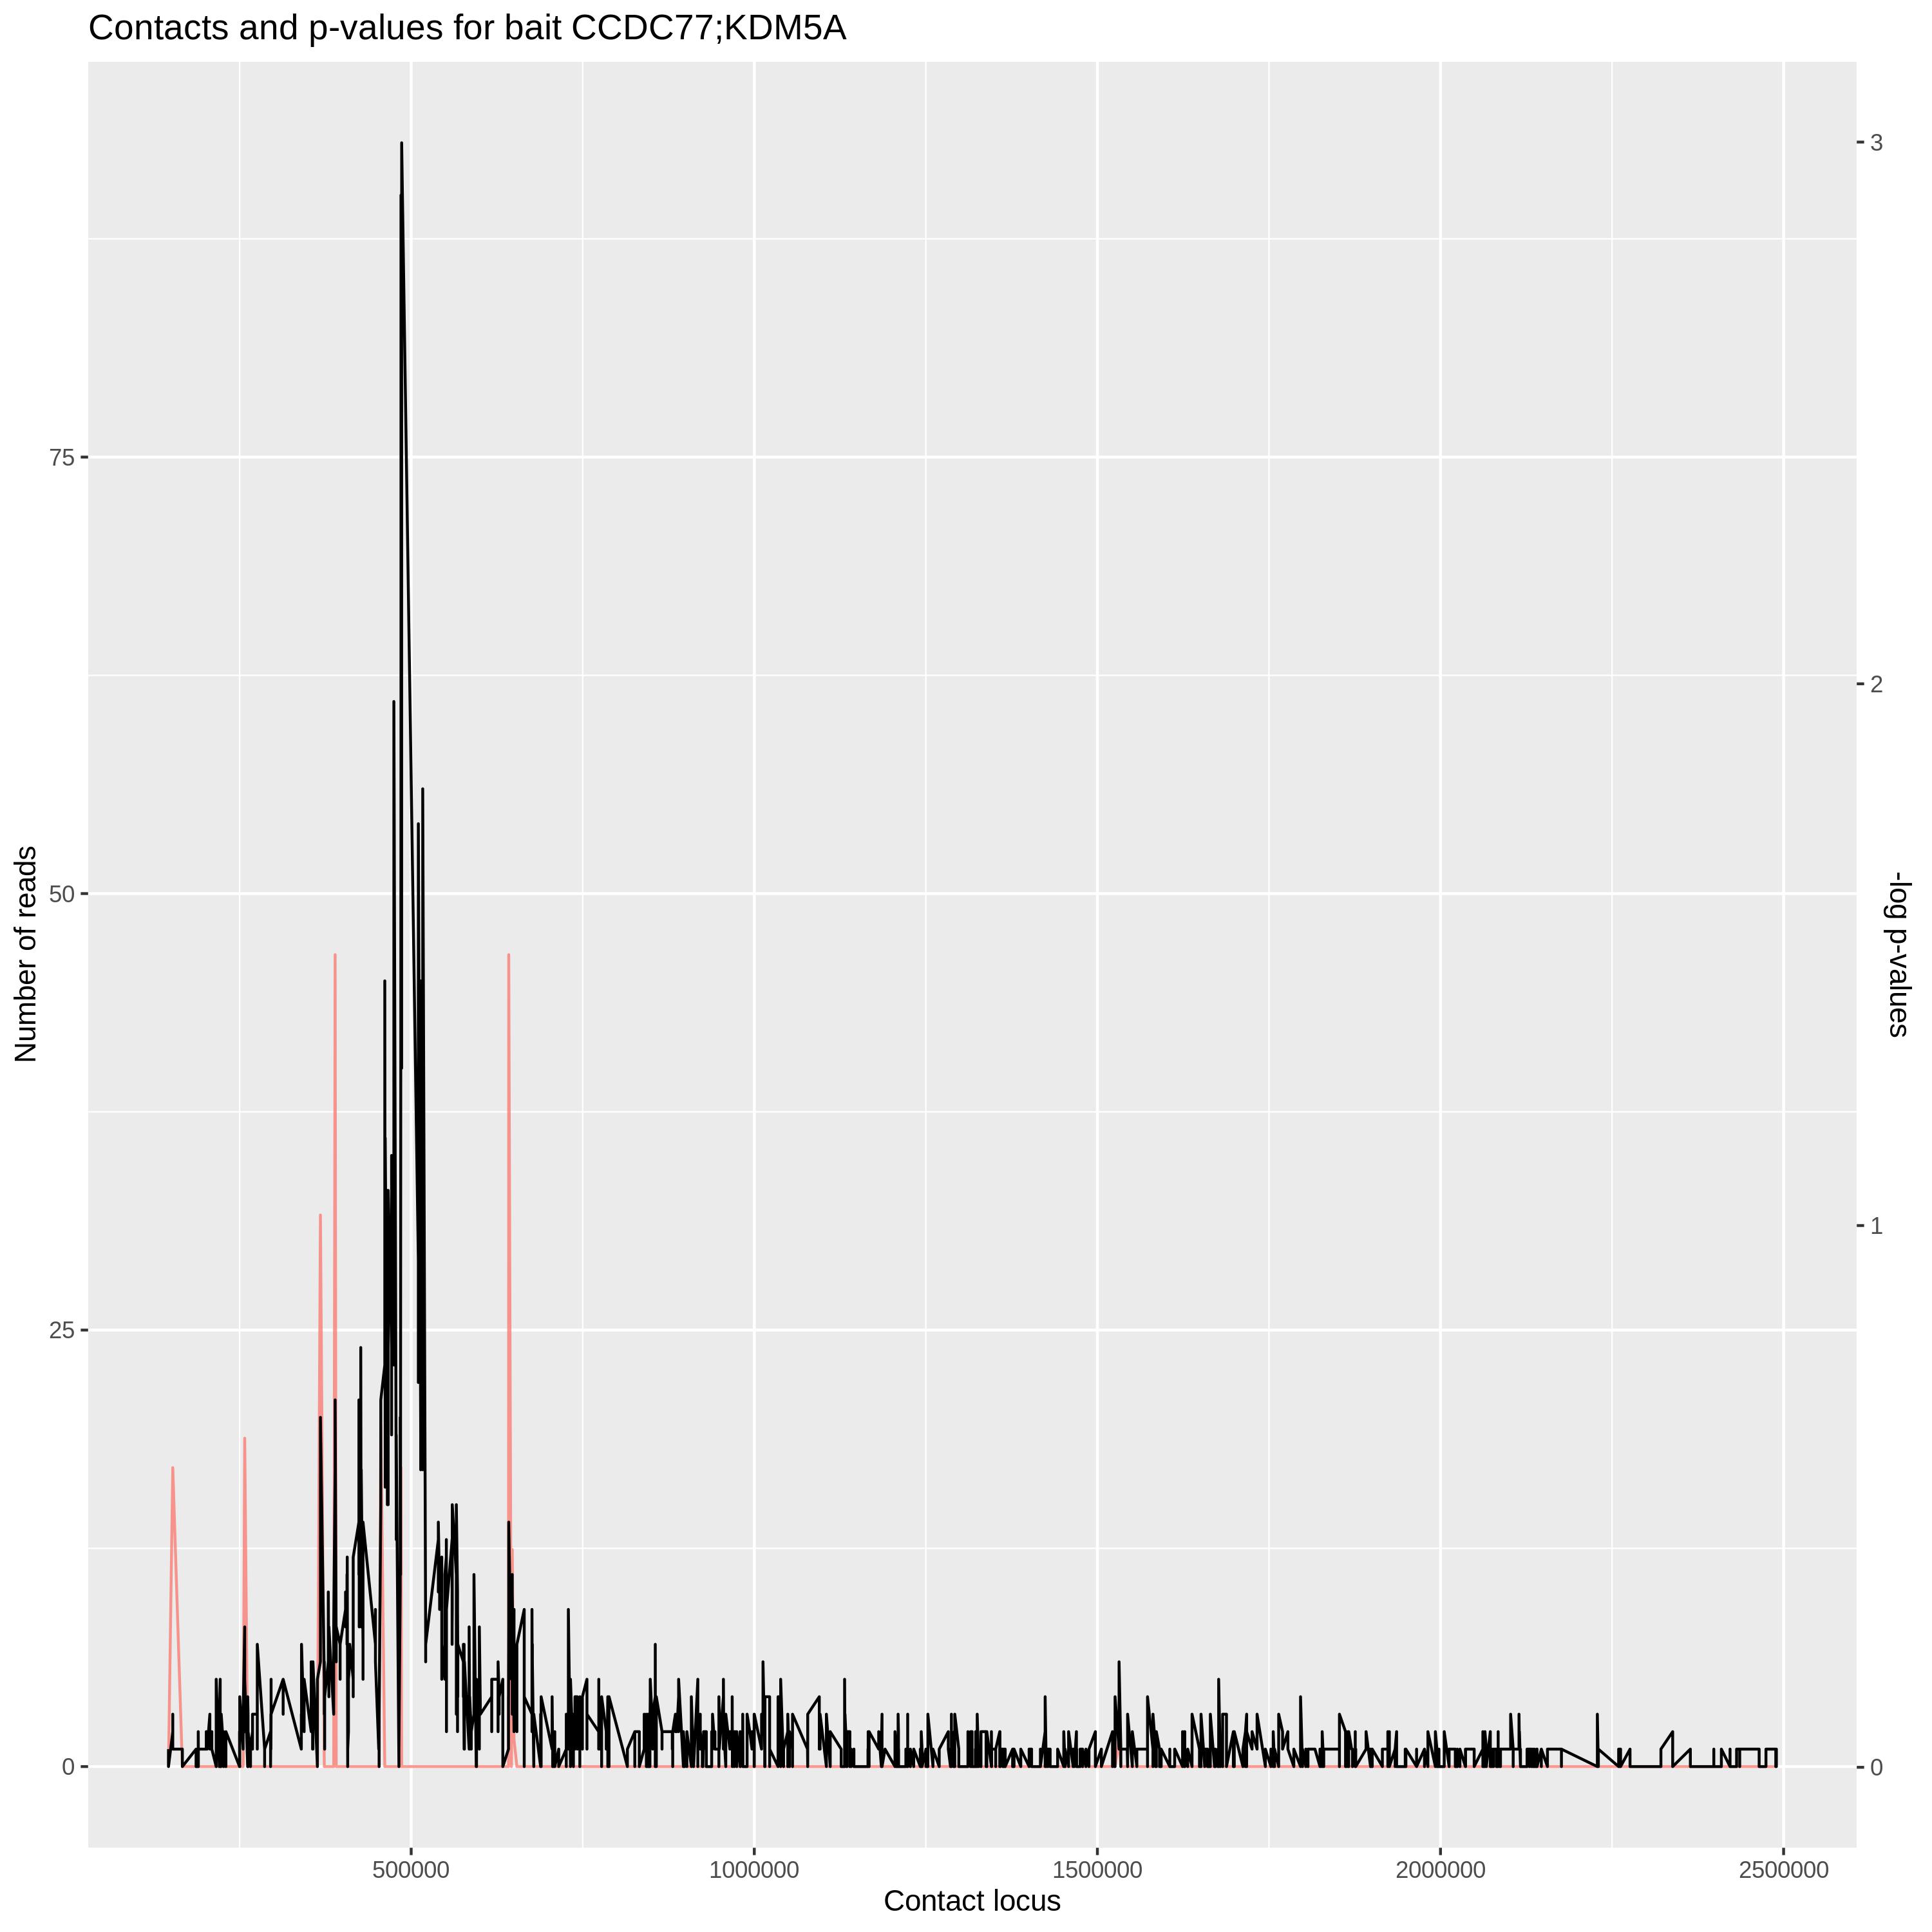 Contacts and p-values for bait CCDC77;KDM5A
Number of reads
75
50
25
0
3
2
1
0
-log p-values
500000 1000000 1500000 2000000 2500000
Contact locus